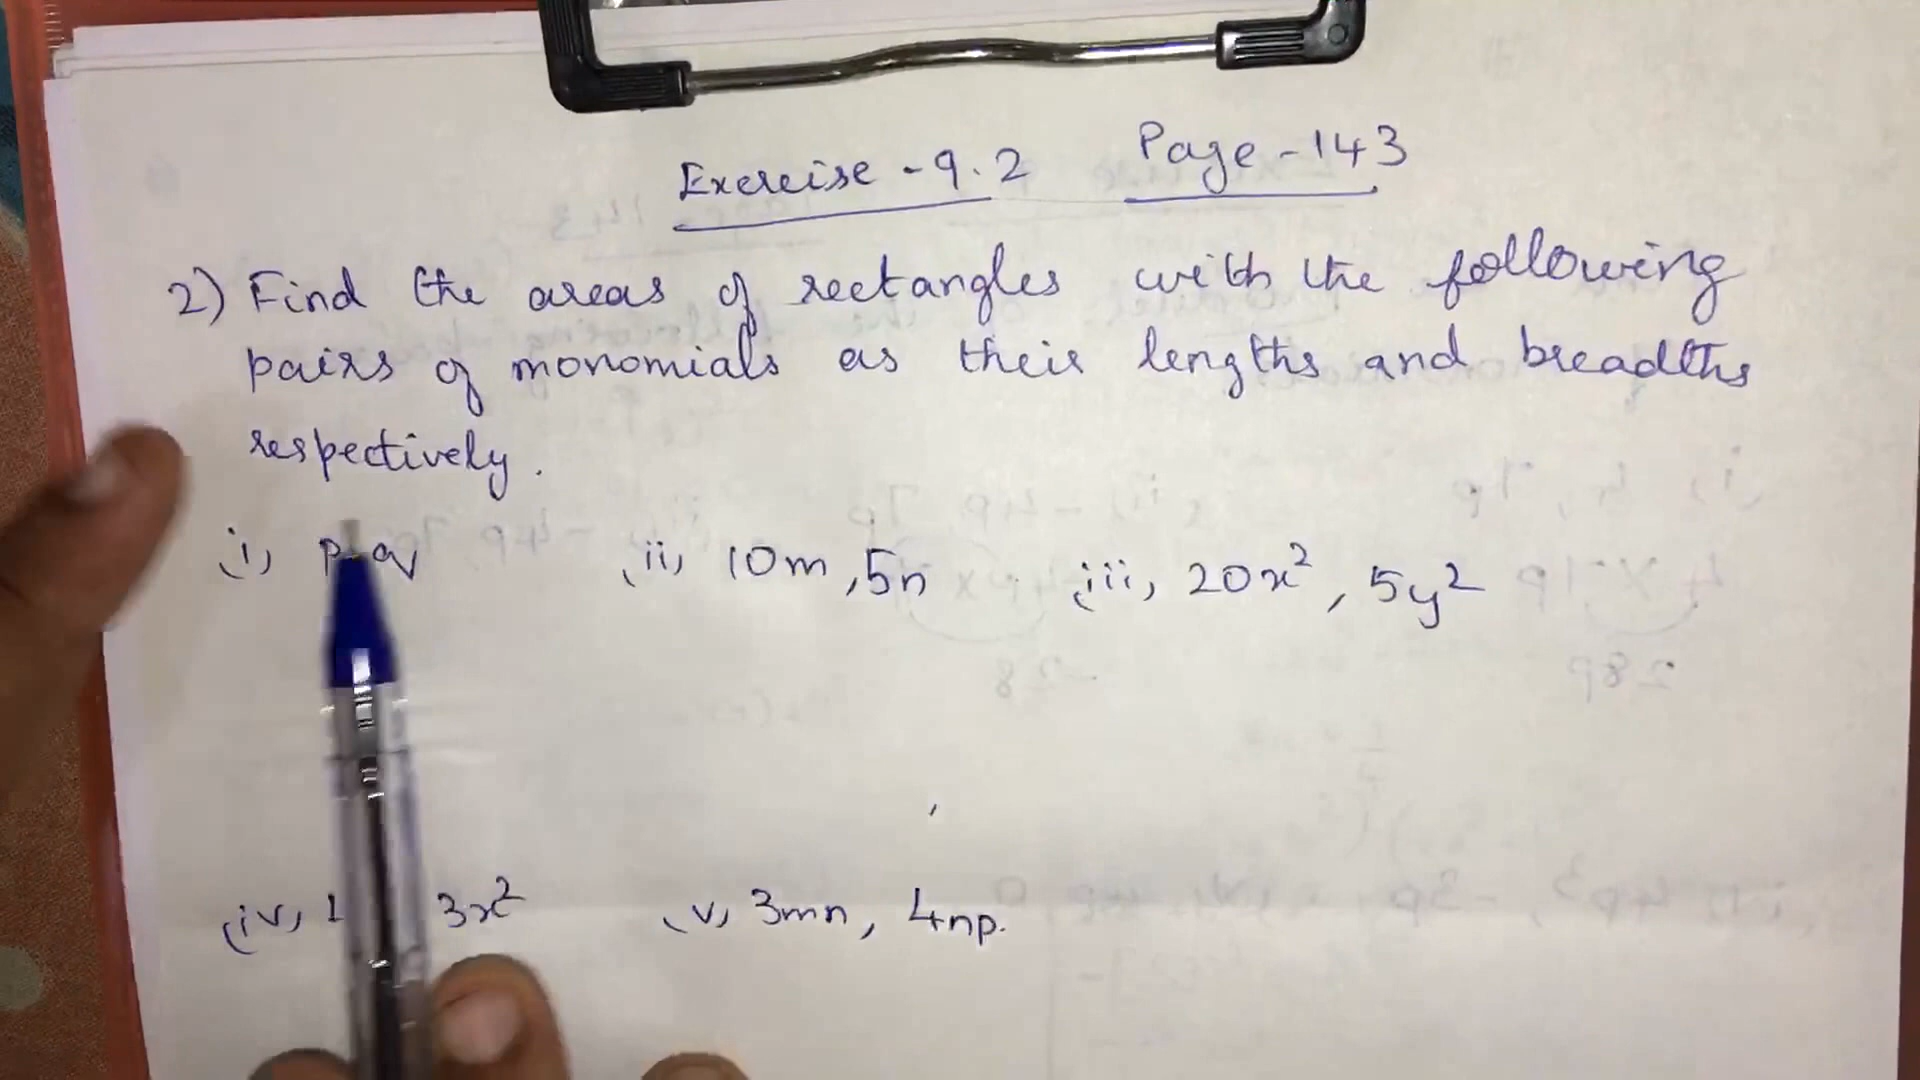 Exercise - 9.2 Page - 143
2) Find the areas of rectangles with the following
pairs of monomials as their lengths and breadths
respectively.
(i) p, q (ii) 10m, 5n (iii) 20x², 5y²
(iv) 3x² (v) 3mn, 4np.